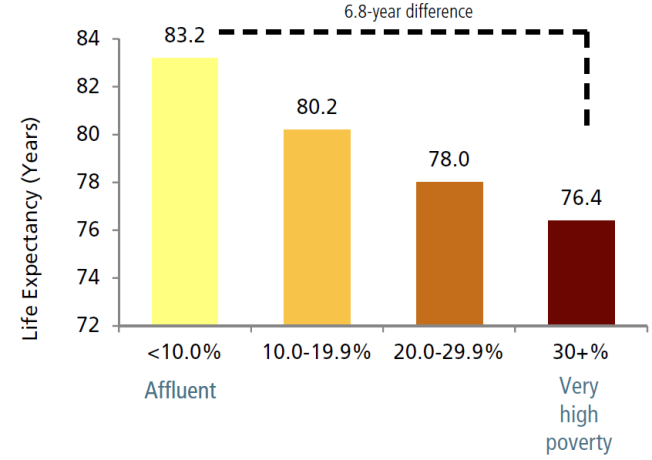 6.8-year difference
84
83.2
82
80.2
80
78.0
78
76.4
76
74
72
Life Expectancy (Years)
<10.0%
10.0-19.9%
20.0-29.9%
30+%
Affluent
Very
high
poverty